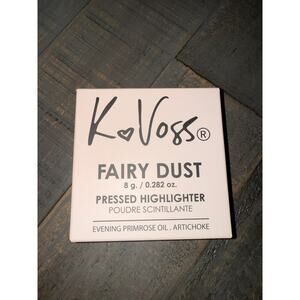 K♥Voss®
FAIRY DUST
8 g. / 0.282 oz.
PRESSED HIGHLIGHTER
POUDRE SCINTILLANTE
EVENING PRIMROSE OIL . ARTICHOKE